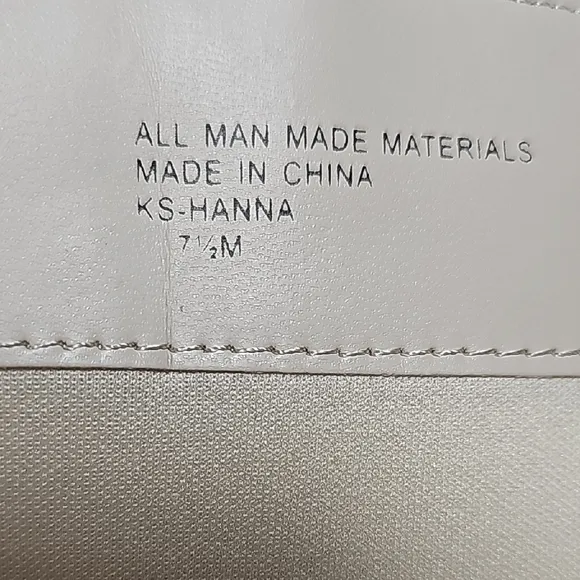 ALL MAN MADE MATERIALS
MADE IN CHINA
KS-HANNA
7½M